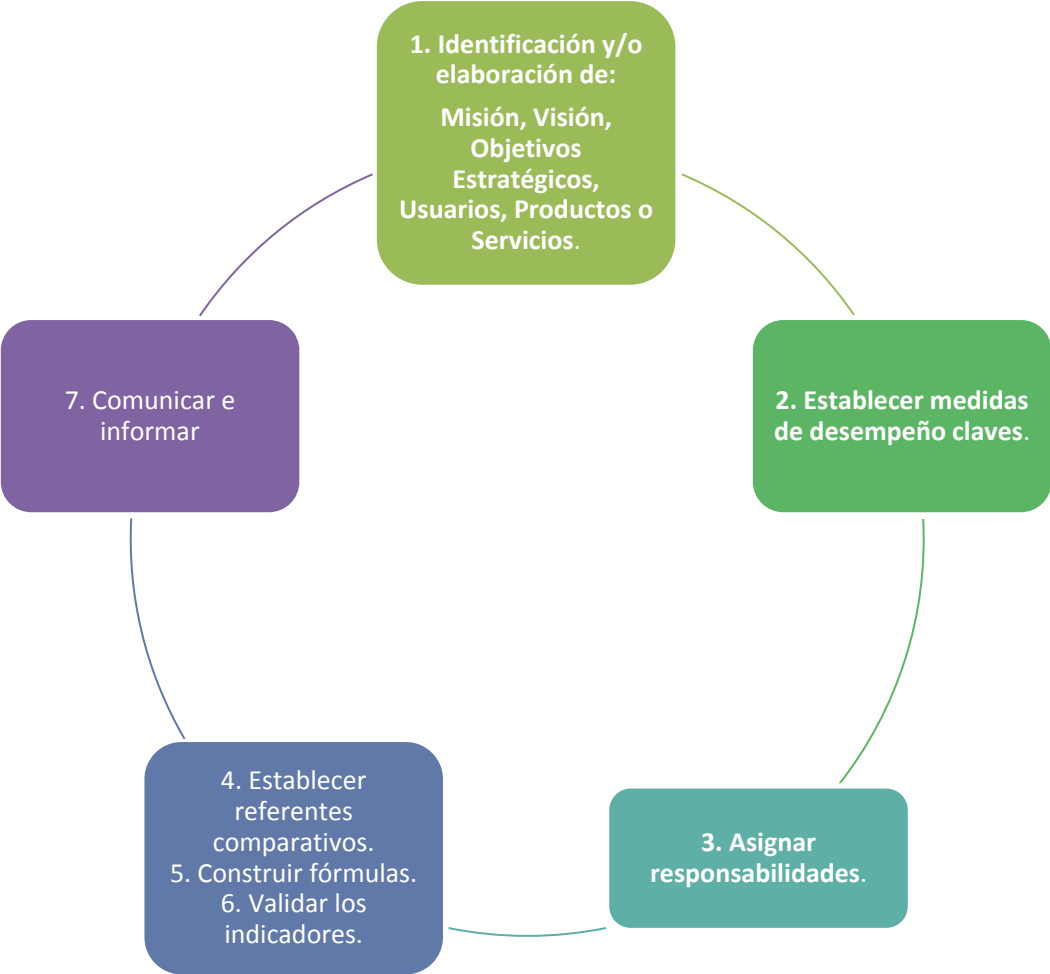 1. Identificación y/o
elaboración de:
Misión, Visión,
Objetivos
Estratégicos,
Usuarios, Productos o
Servicios.
2. Establecer medidas
de desempeño claves.
3. Asignar
responsabilidades.
4. Establecer
referentes
comparativos.
5. Construir fórmulas.
6. Validar los
indicadores.
7. Comunicar e
informar